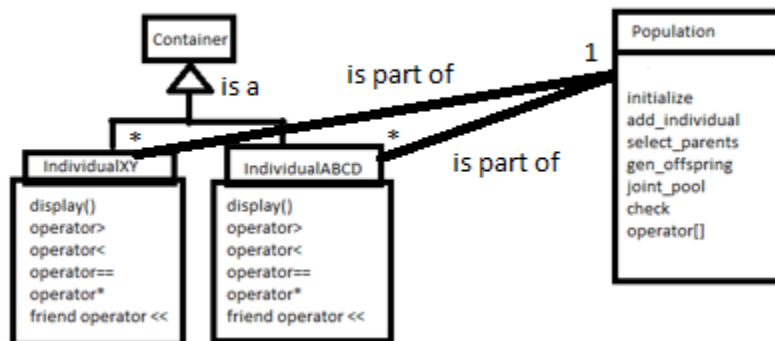 Container
is a
*
*
is part of
is part of
1
IndividualXY
display()
operator>
operator<
operator==
operator*
friend operator <<
IndividualABCD
display()
operator>
operator<
operator==
operator*
friend operator <<
Population
initialize
add_individual
select_parents
gen_offspring
joint_pool
check
operator[]